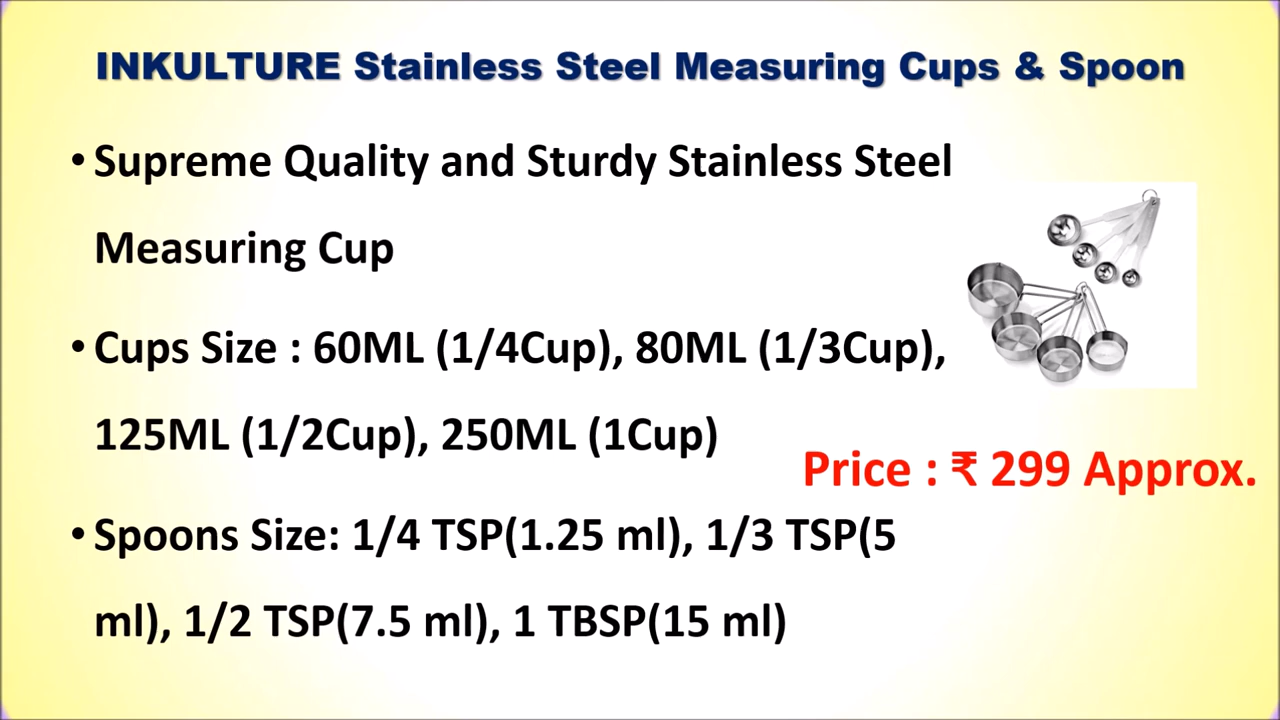 INKULTURE Stainless Steel Measuring Cups & Spoon
• Supreme Quality and Sturdy Stainless Steel
Measuring Cup
• Cups Size : 60ML (1/4Cup), 80ML (1/3Cup),
125ML (1/2Cup), 250ML (1Cup)
Price : ₹ 299 Approx.
• Spoons Size: 1/4 TSP(1.25 ml), 1/3 TSP(5
ml), 1/2 TSP(7.5 ml), 1 TBSP(15 ml)